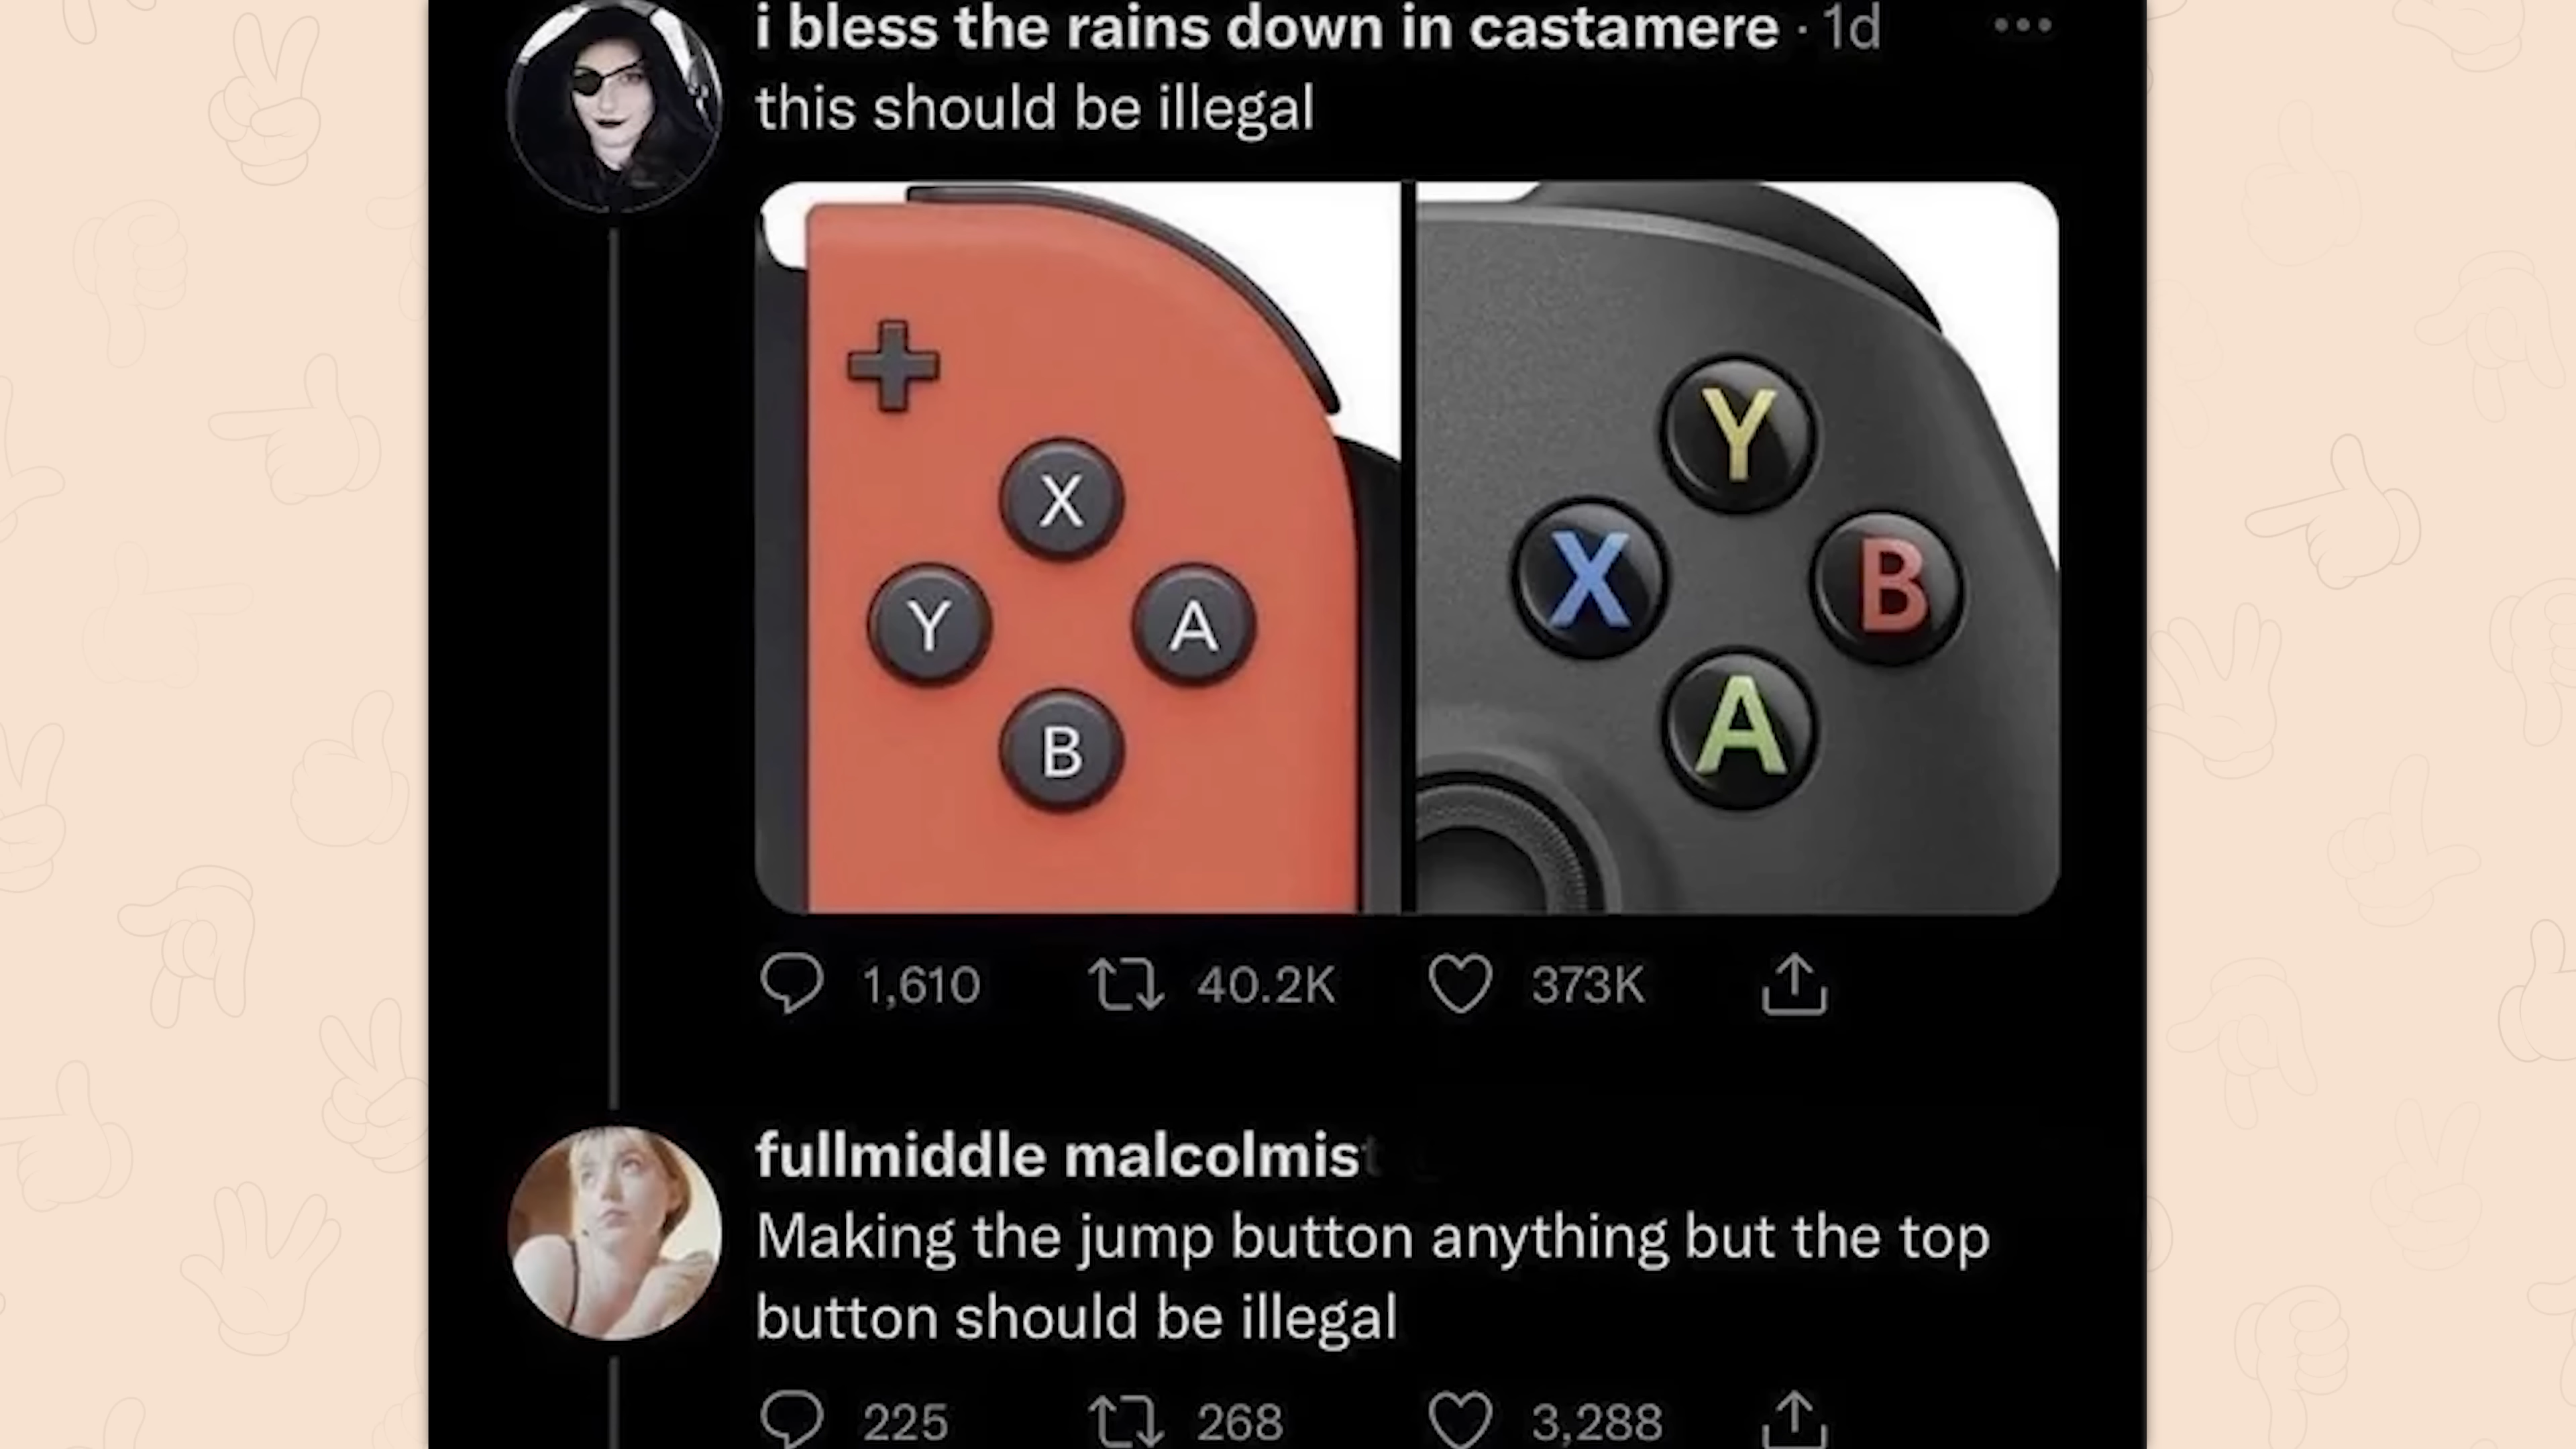 i bless the rains down in castamere · 1d
this should be illegal
X
Y A
B
Y
X B
A
1,610 40.2K 373K
fullmiddle malcolmist
Making the jump button anything but the top
button should be illegal
225 268 3,288